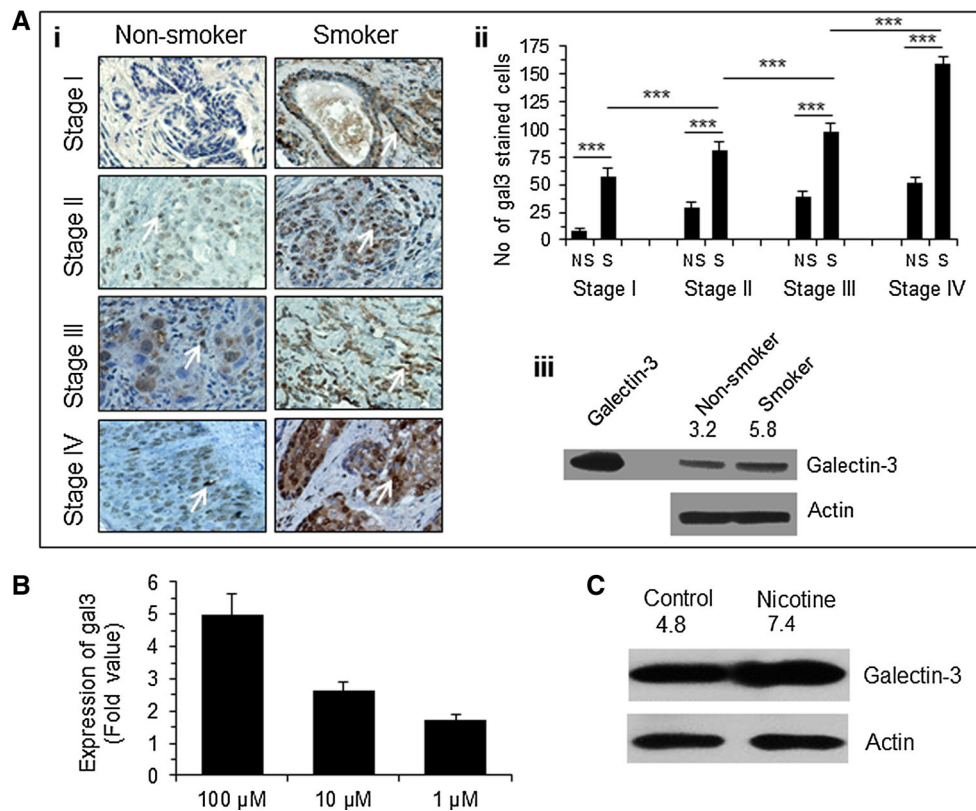 A
i
Non-smoker Smoker
Stage I
Stage II
Stage III
Stage IV
ii
No of gal3 stained cells
175
150
125
100
75
50
25
0
*** *** *** *** *** *** ***
NS S NS S NS S NS S
Stage I Stage II Stage III Stage IV
iii
Galectin-3 Non-smoker Smoker
3.2 5.8
Galectin-3
Actin
B
Expression of gal3
(Fold value)
6
5
4
3
2
1
0
100 µM 10 µM 1 µM
C
Control Nicotine
4.8 7.4
Galectin-3
Actin